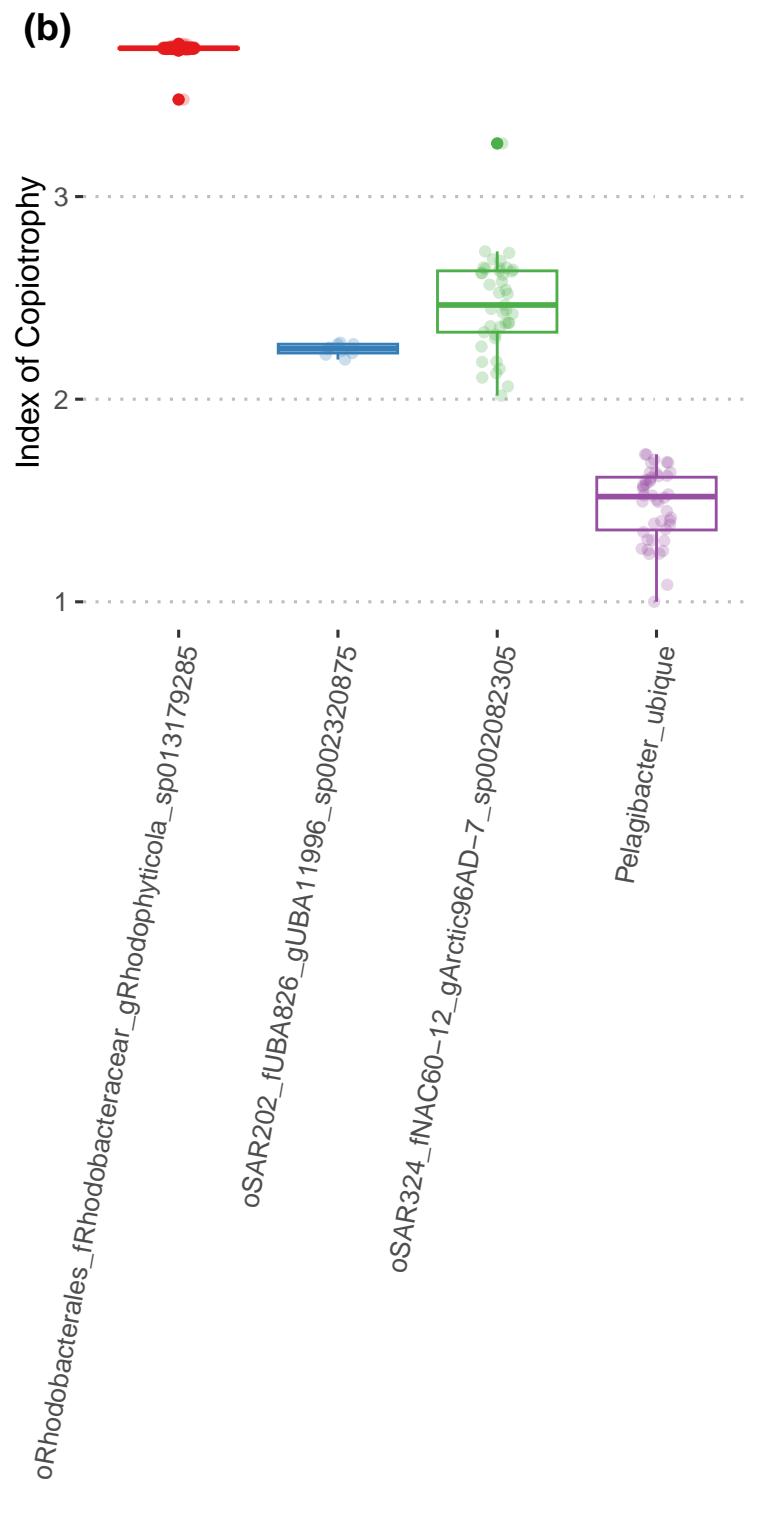 (b)
Index of Copiotrophy
3
2
1
oRhodobacterales_fRhodobacteracear_gRhodophyticola_sp013179285
oSAR202_fUBA826_gUBA11996_sp002320875
oSAR324_fNAC60−12_gArctic96AD−7_sp002082305
Pelagibacter_ubique